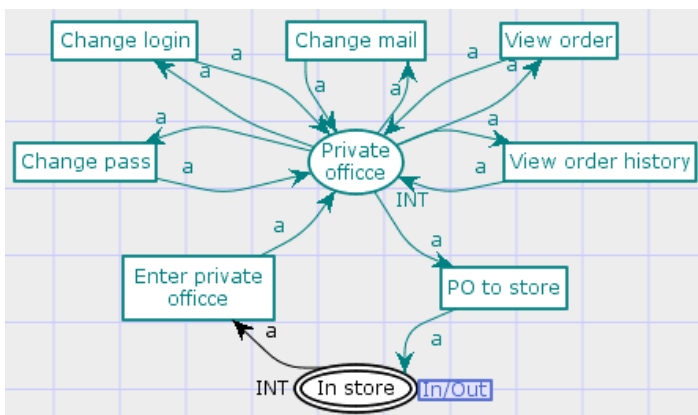 Change login
Change mail
View order
a
a
a
a
a
a
a
a
a
a
Change pass
Private
officce
View order history
INT
a
a
Enter private
officce
PO to store
a
a
INT
In store
In/Out